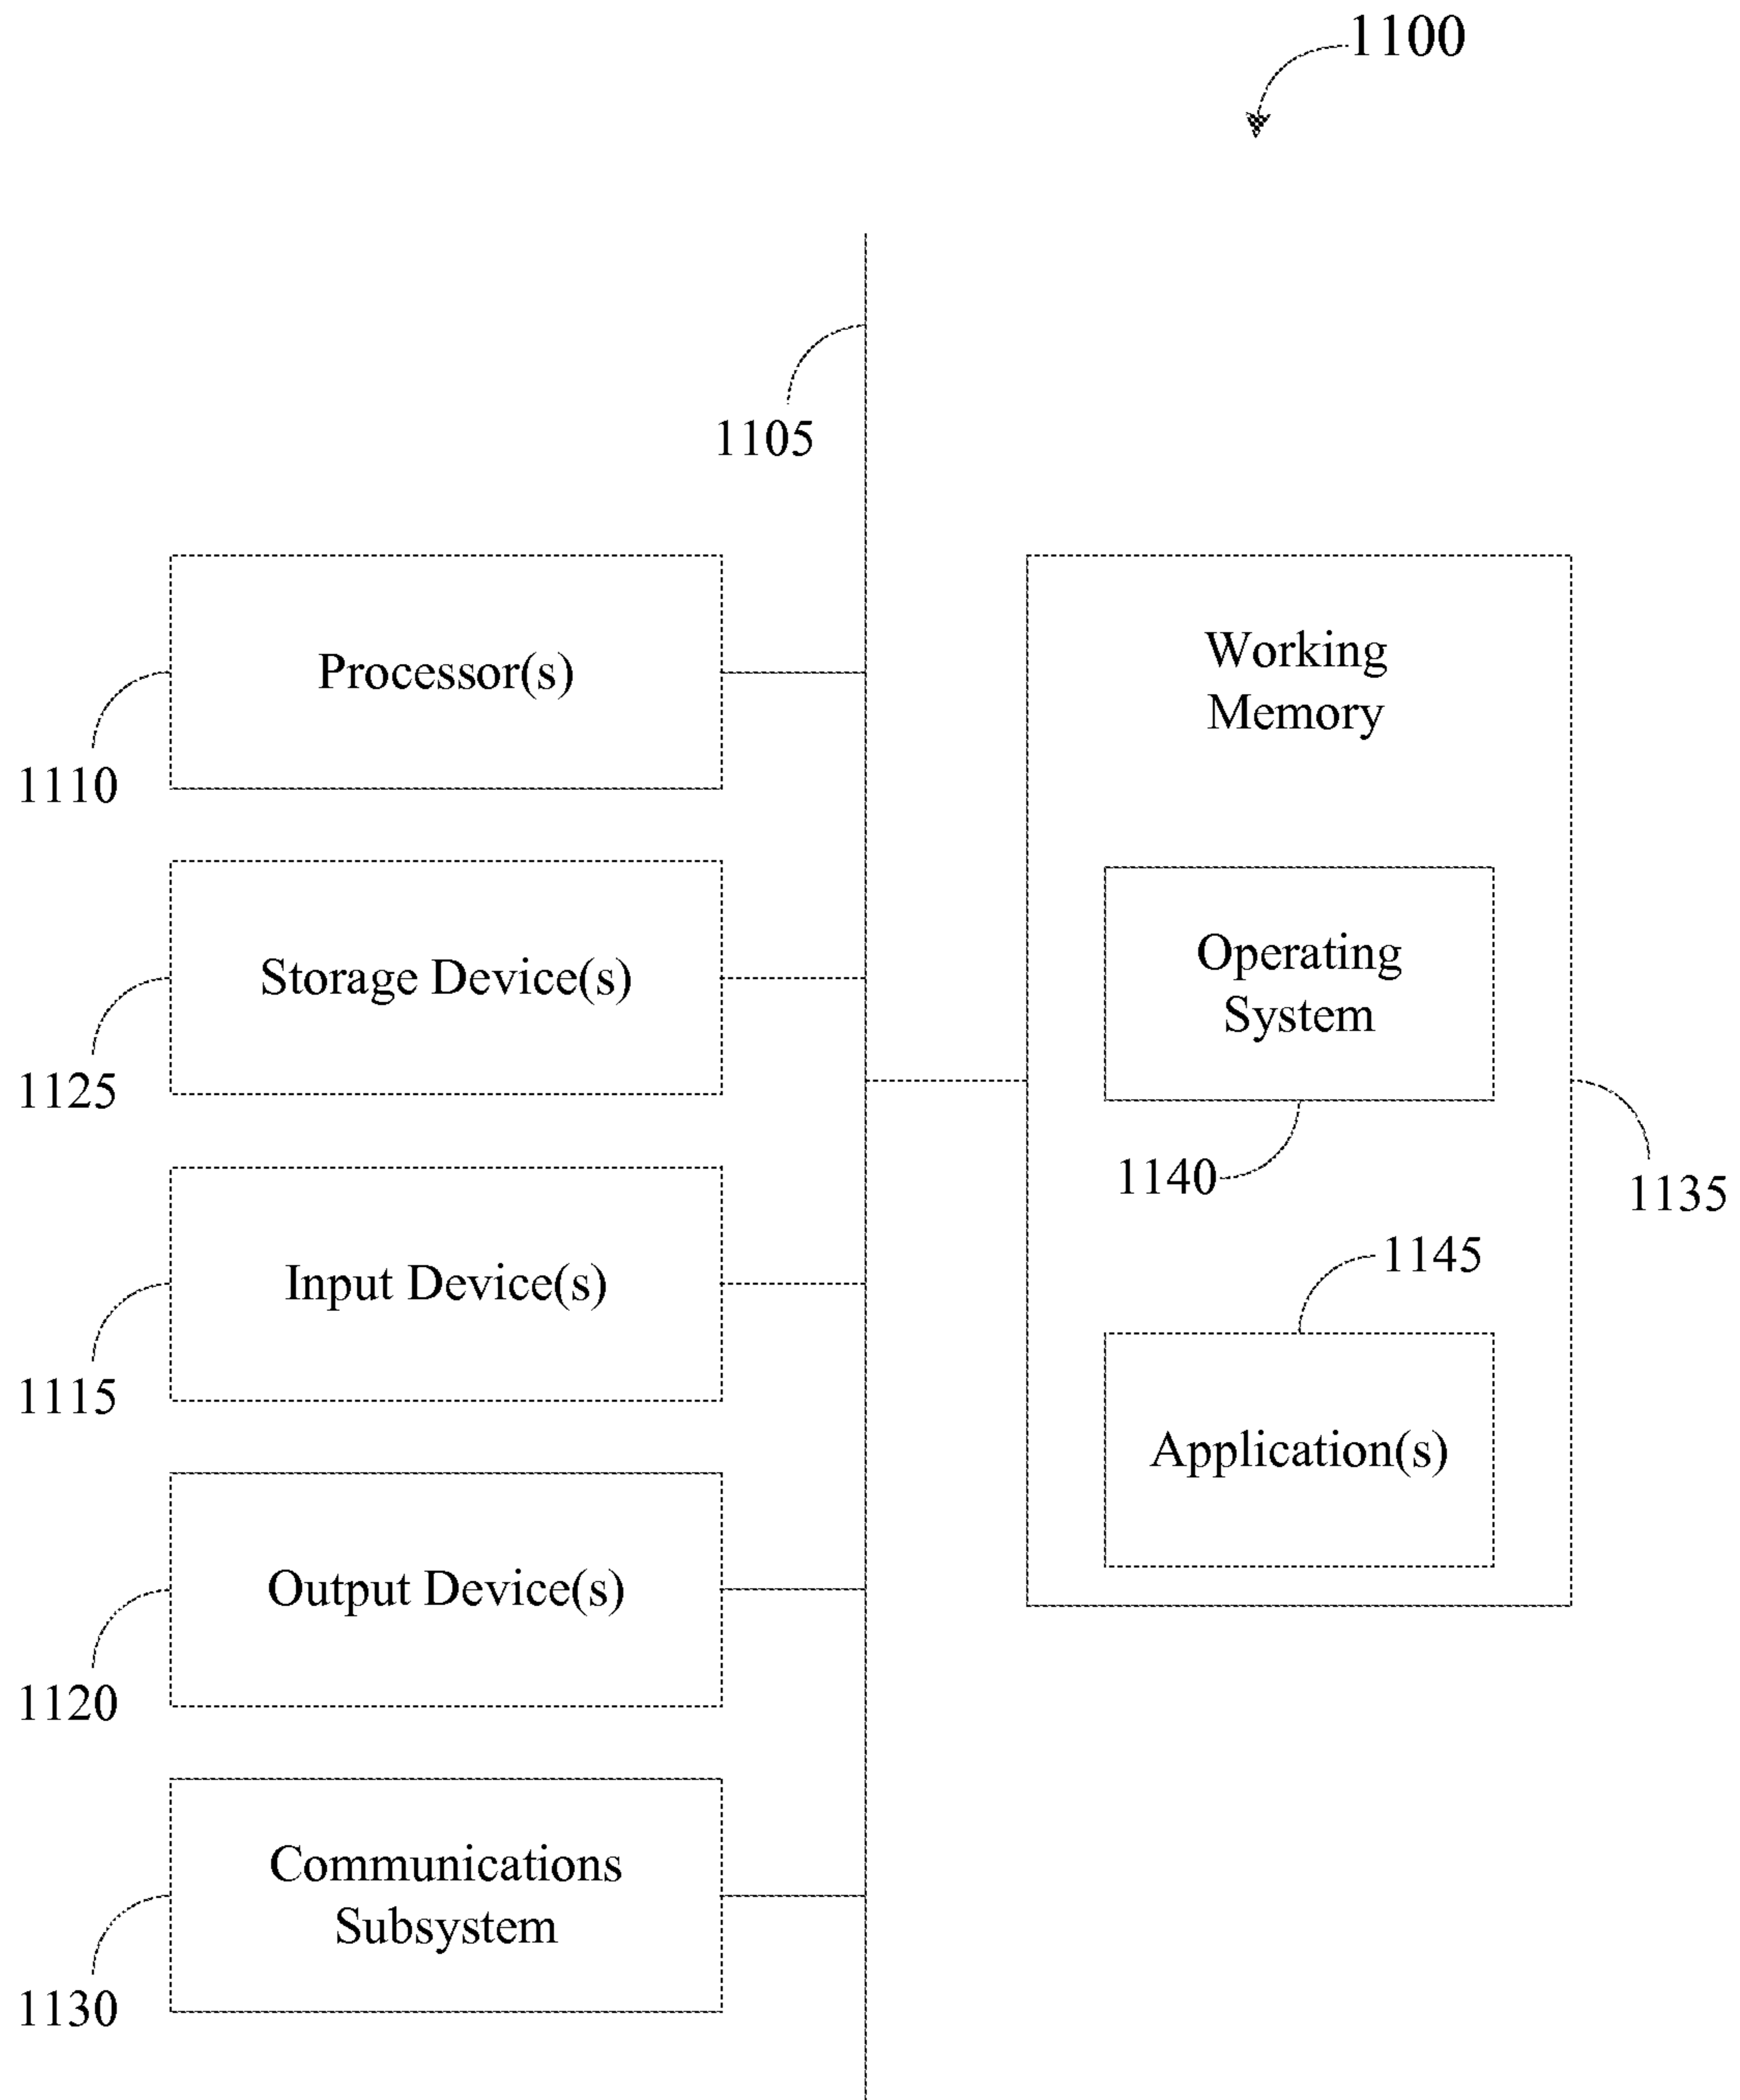 1100
1105
Processor(s)
1110
Storage Device(s)
1125
Input Device(s)
1115
Output Device(s)
1120
Communications
Subsystem
1130
Working
Memory
Operating
System
1140
1135
1145
Application(s)